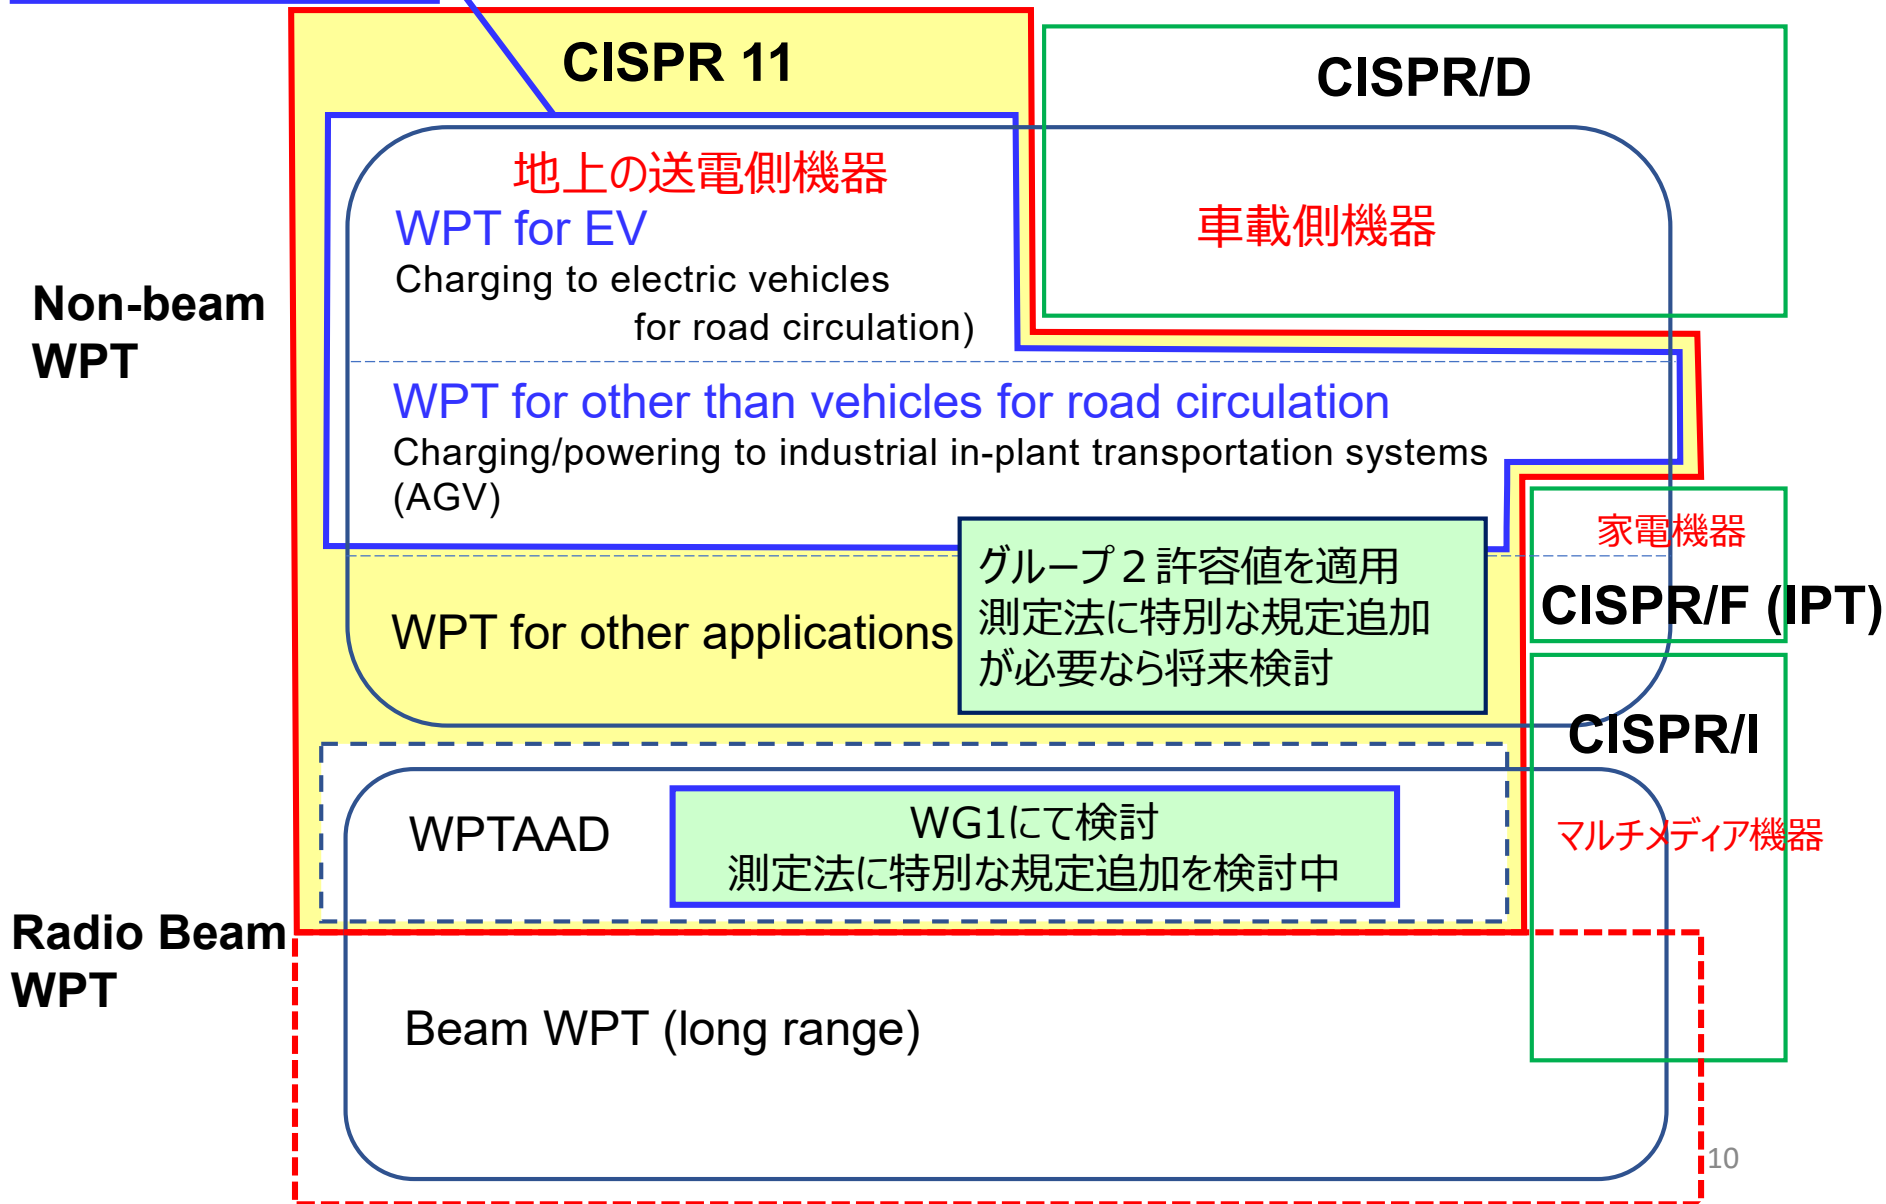 CISPR 11
CISPR/D
地上の送電側機器
WPT for EV
Charging to electric vehicles
for road circulation)
車載側機器
Non-beam
WPT
WPT for other than vehicles for road circulation
Charging/powering to industrial in-plant transportation systems
(AGV)
家電機器
CISPR/F (IPT)
グループ２許容値を適用
測定法に特別な規定追加
が必要なら将来検討
WPT for other applications
CISPR/I
マルチメディア機器
WPTAAD
WG1にて検討
測定法に特別な規定追加を検討中
Radio Beam
WPT
Beam WPT (long range)
10